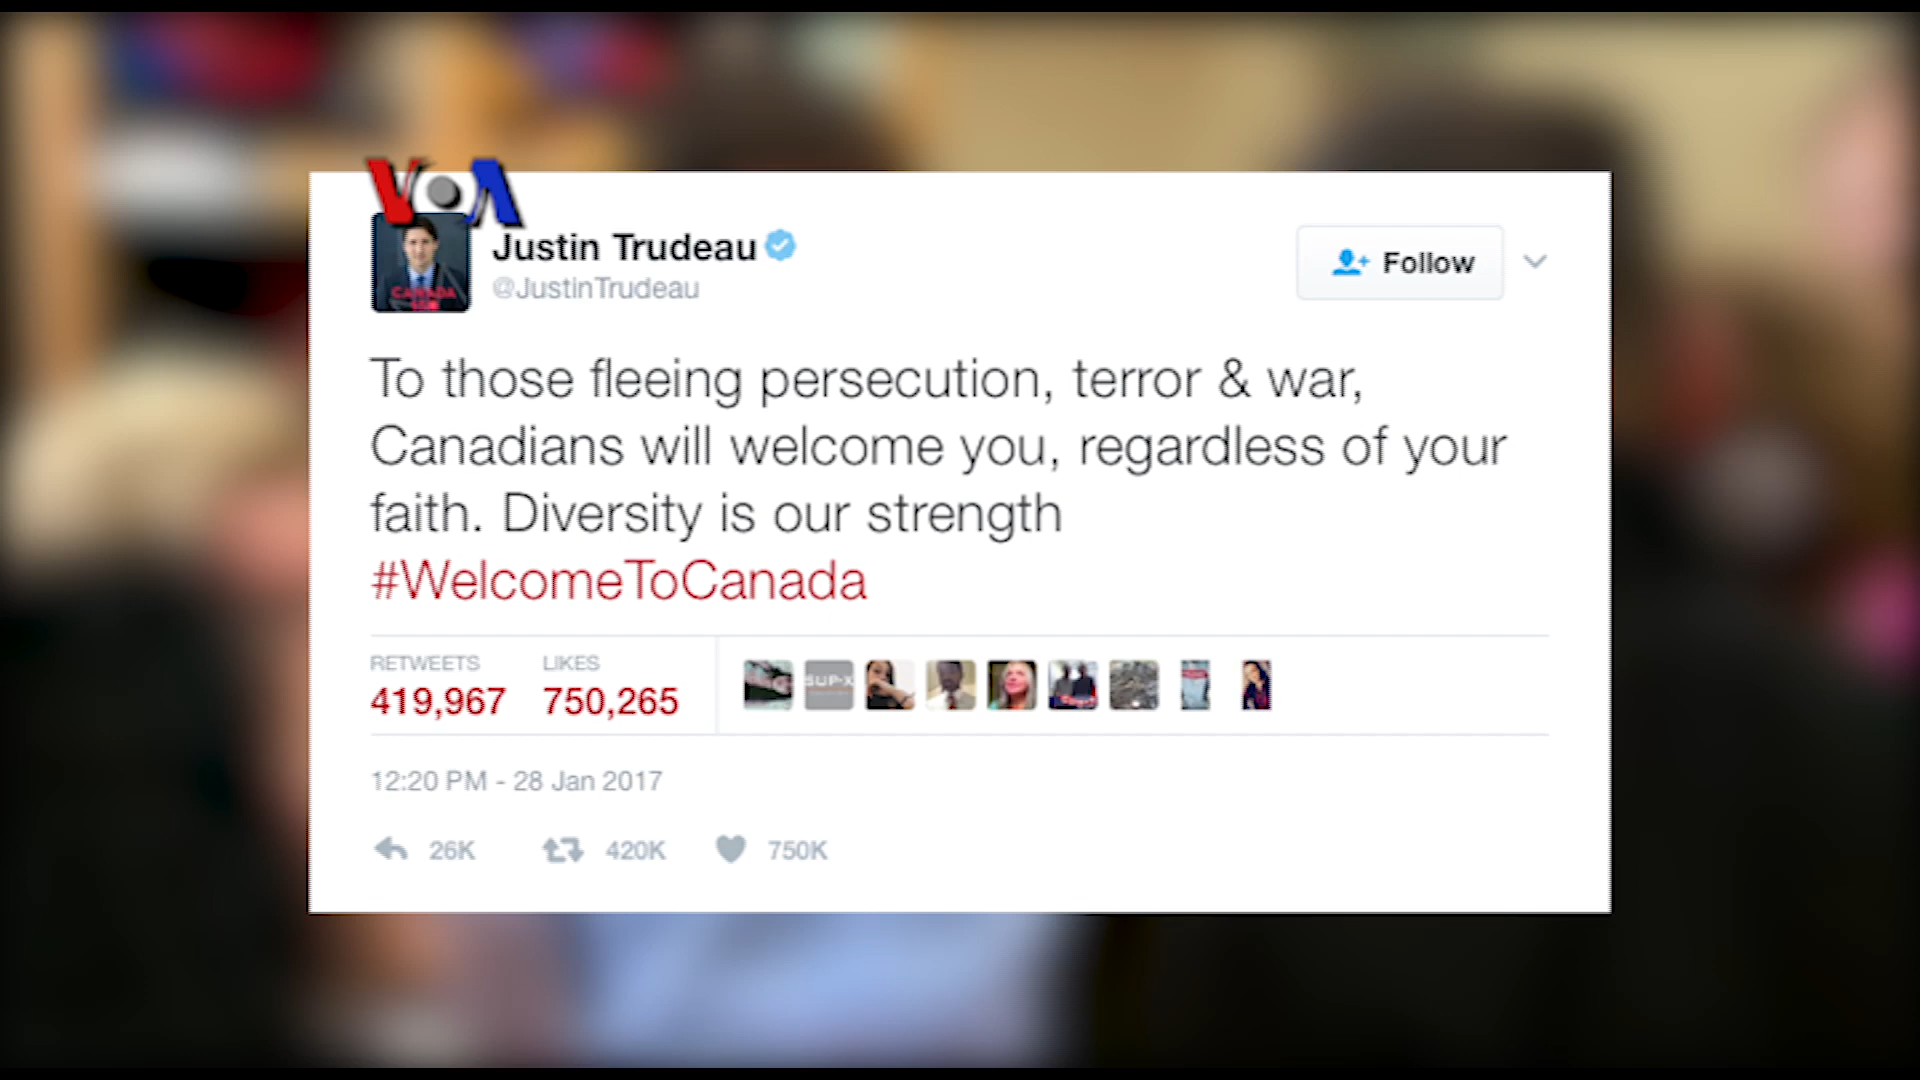 VOA
Justin Trudeau
@JustinTrudeau
Follow
To those fleeing persecution, terror & war,
Canadians will welcome you, regardless of your
faith. Diversity is our strength
#WelcomeToCanada
RETWEETS LIKES
419,967 750,265
SUP-X
12:20 PM - 28 Jan 2017
26K 420K 750K
CANADA